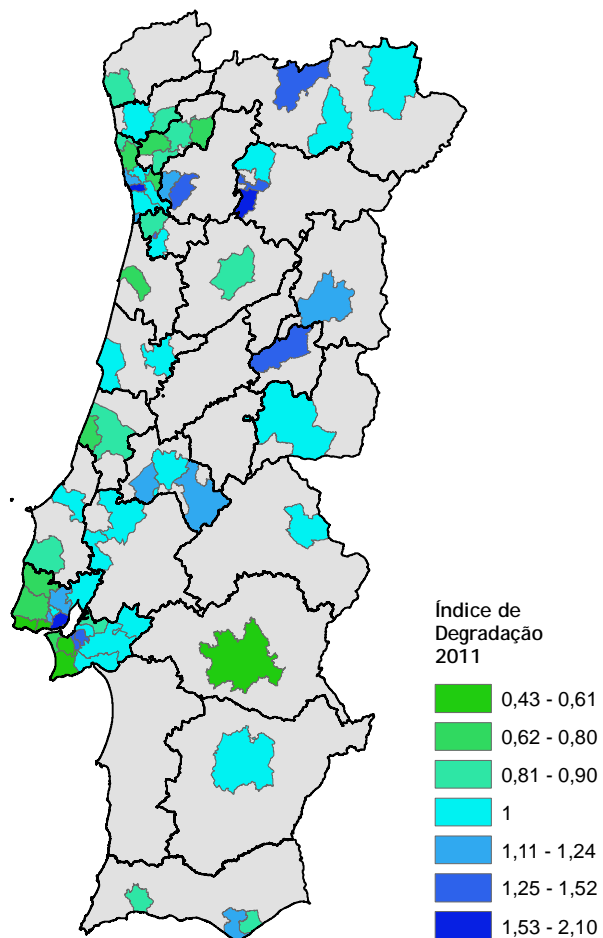 Índice de
Degradação
2011
0,43 - 0,61
0,62 - 0,80
0,81 - 0,90
1
1,11 - 1,24
1,25 - 1,52
1,53 - 2,10